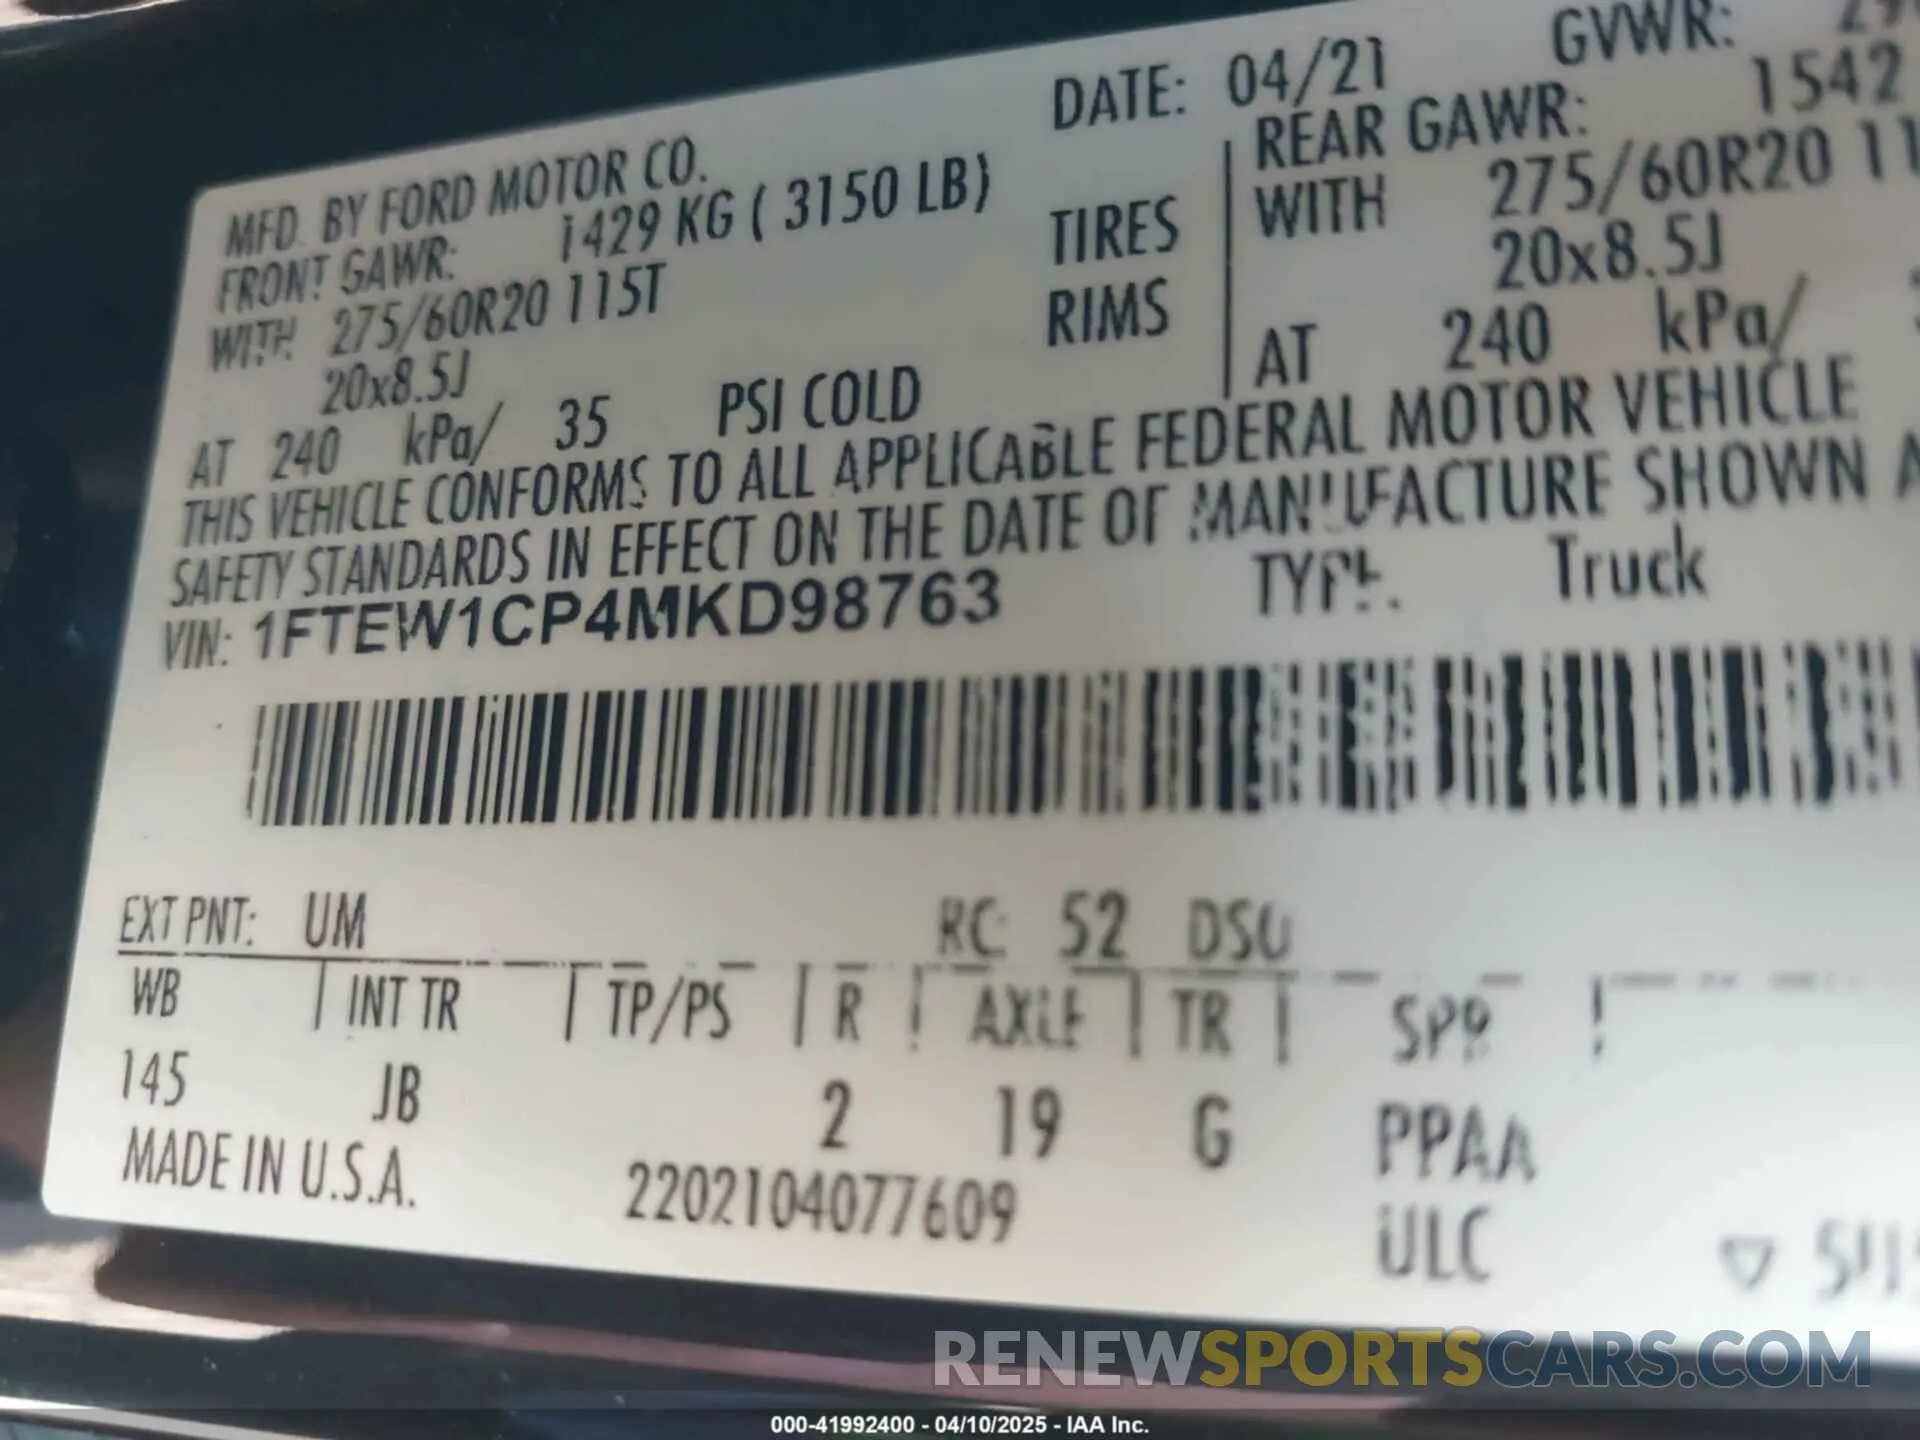 MFD. BY FORD MOTOR CO.
DATE: 04/21
GVWR:
FRONT GAWR: 1429 KG ( 3150 LB)
REAR GAWR: 1542
WITH 275/60R20 115T
TIRES
WITH 275/60R20
20x8.5J
RIMS
20x8.5J
AT 240 kPa/ 35 PSI COLD
AT 240 kPa/
THIS VEHICLE CONFORMS TO ALL APPLICABLE FEDERAL MOTOR VEHICLE
SAFETY STANDARDS IN EFFECT ON THE DATE OF MANUFACTURE SHOWN
VIN: 1FTEW1CP4MKD98763
TYPE: Truck
EXT PNT: UM
RC: 52 DSO
WB | INT TR | TP/PS | R | AXLE | TR | SPR |
145 JB 2 19 G PPAA
MADE IN U.S.A. 2202104077609
ULC
RENEWSPORTSCARS.COM
000-41992400 - 04/10/2025 - IAA Inc.